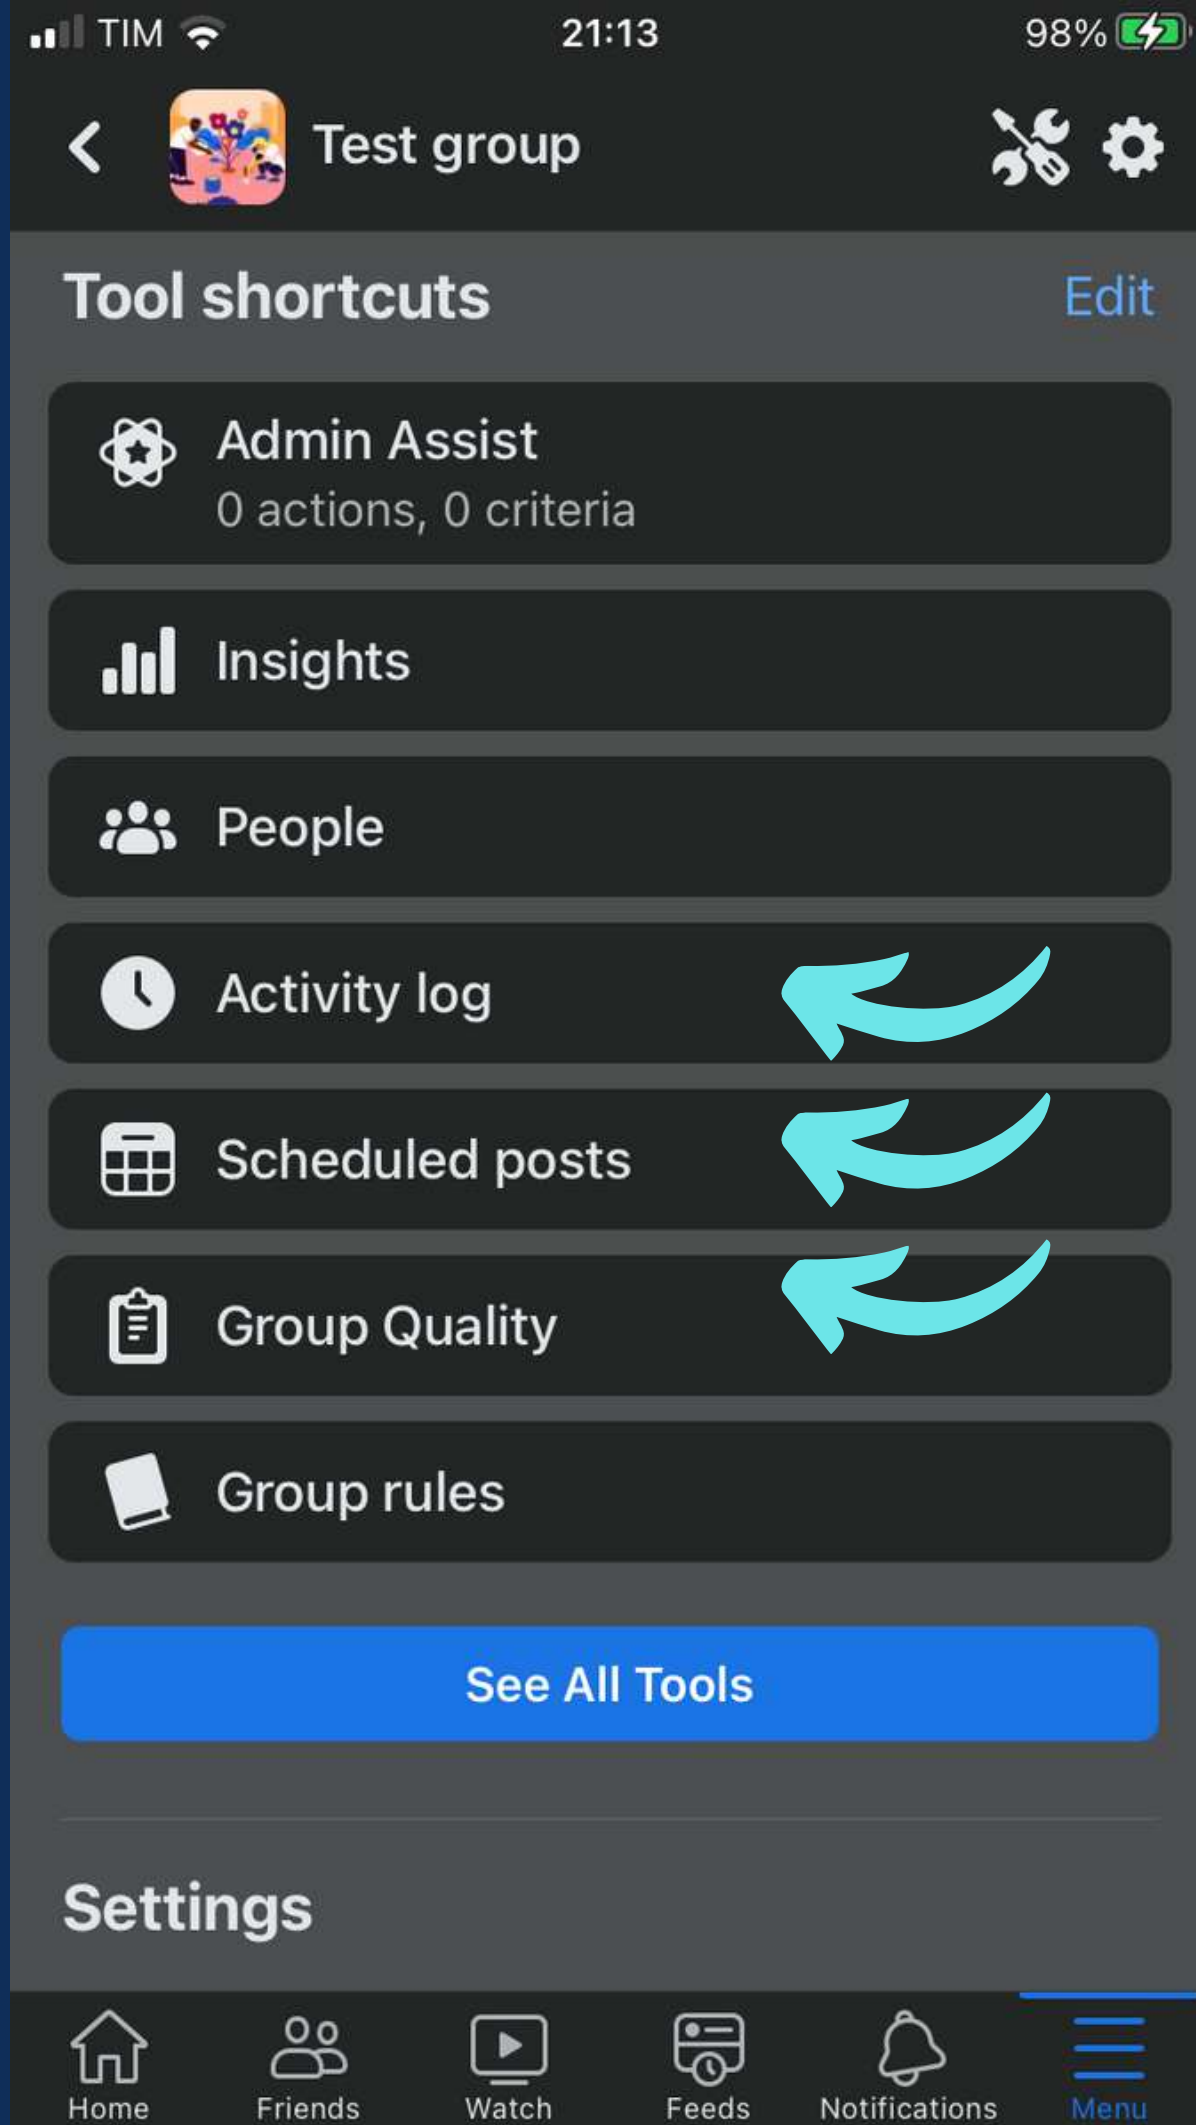 TIM 21:13 98%
Test group
Tool shortcuts Edit
Admin Assist
0 actions, 0 criteria
Insights
People
Activity log
Scheduled posts
Group Quality
Group rules
See All Tools
Settings
Home Friends Watch Feeds Notifications Menu